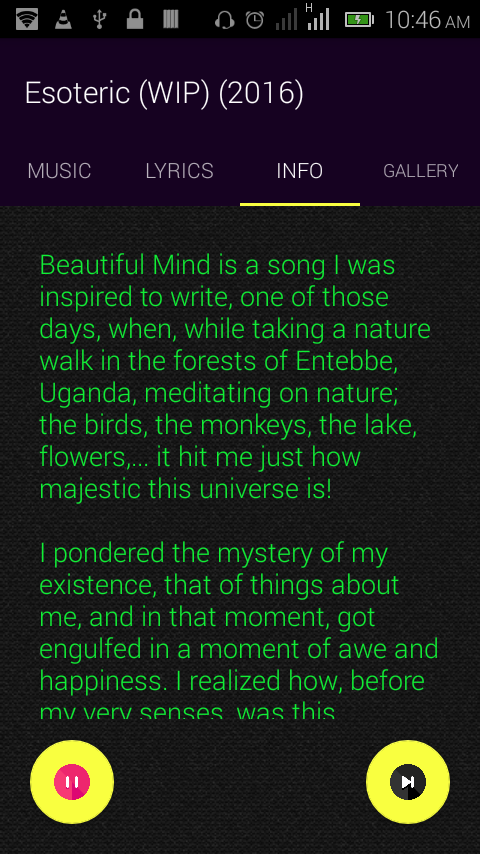 H
10:46 AM
Esoteric (WIP) (2016)
MUSIC LYRICS INFO GALLERY
Beautiful Mind is a song I was
inspired to write, one of those
days, when, while taking a nature
walk in the forests of Entebbe,
Uganda, meditating on nature;
the birds, the monkeys, the lake,
flowers,... it hit me just how
majestic this universe is!
I pondered the mystery of my
existence, that of things about
me, and in that moment, got
engulfed in a moment of awe and
happiness. I realized how, before
my very senses, was this